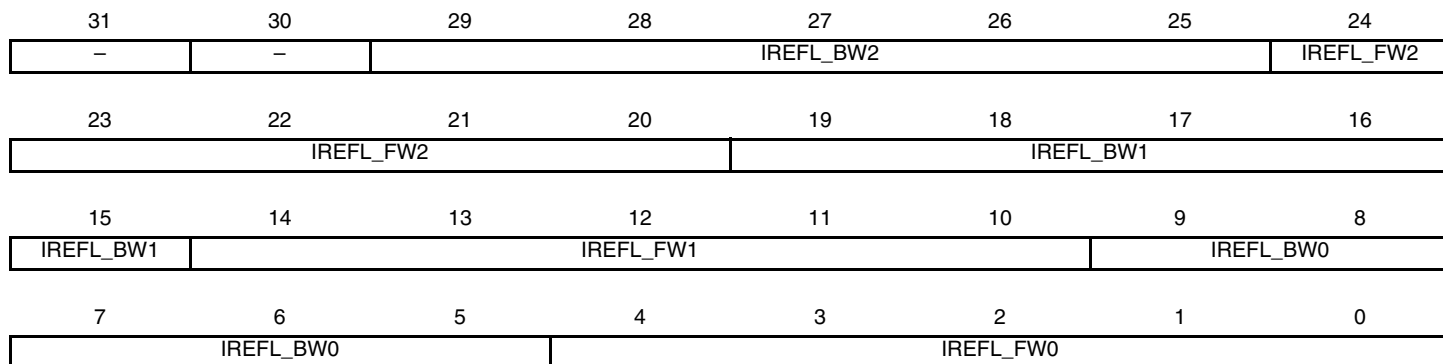 31 30 29 28 27 26 25 24
– – IREFL_BW2 IREFL_FW2
23 22 21 20 19 18 17 16
IREFL_FW2 IREFL_BW1
15 14 13 12 11 10 9 8
IREFL_BW1 IREFL_FW1 IREFL_BW0
7 6 5 4 3 2 1 0
IREFL_BW0 IREFL_FW0